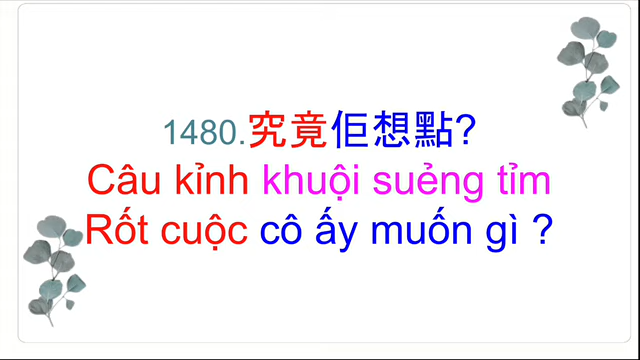 1480.究竟佢想點?
Câu kỉnh khuội suẻng tỉm
Rốt cuộc cô ấy muốn gì ?